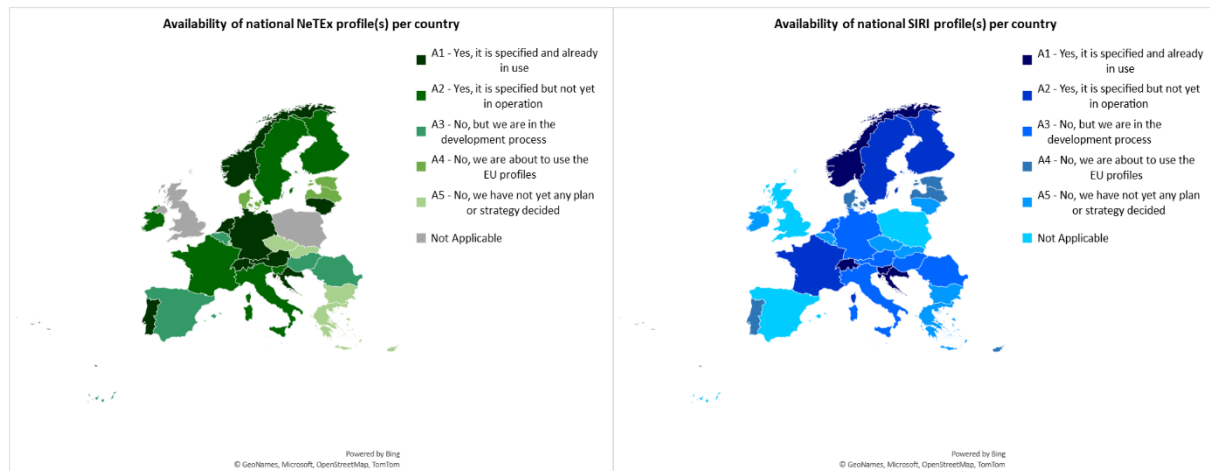 Availability of national NeTEx profile(s) per country
A1 - Yes, it is specified and already
in use
A2 - Yes, it is specified but not yet
in operation
A3 - No, but we are in the
development process
A4 - No, we are about to use the
EU profiles
A5 - No, we have not yet any plan
or strategy decided
Not Applicable
Powered by Bing
© GeoNames, Microsoft, OpenStreetMap, TomTom
Availability of national SIRI profile(s) per country
A1 - Yes, it is specified and already
in use
A2 - Yes, it is specified but not yet
in operation
A3 - No, but we are in the
development process
A4 - No, we are about to use the
EU profiles
A5 - No, we have not yet any plan
or strategy decided
Not Applicable
Powered by Bing
© GeoNames, Microsoft, OpenStreetMap, TomTom